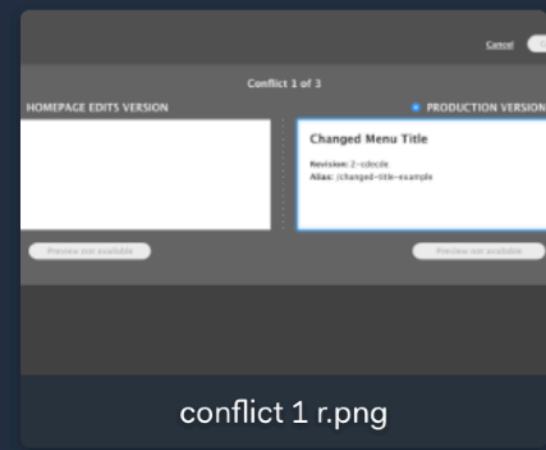 Cancel
Conflict 1 of 3
HOMEPAGE EDITS VERSION
PRODUCTION VERSION
Changed Menu Title
Revision: 2-cdecde
Alias: /changed-title-example
Preview not available
Preview not available
conflict 1 r.png